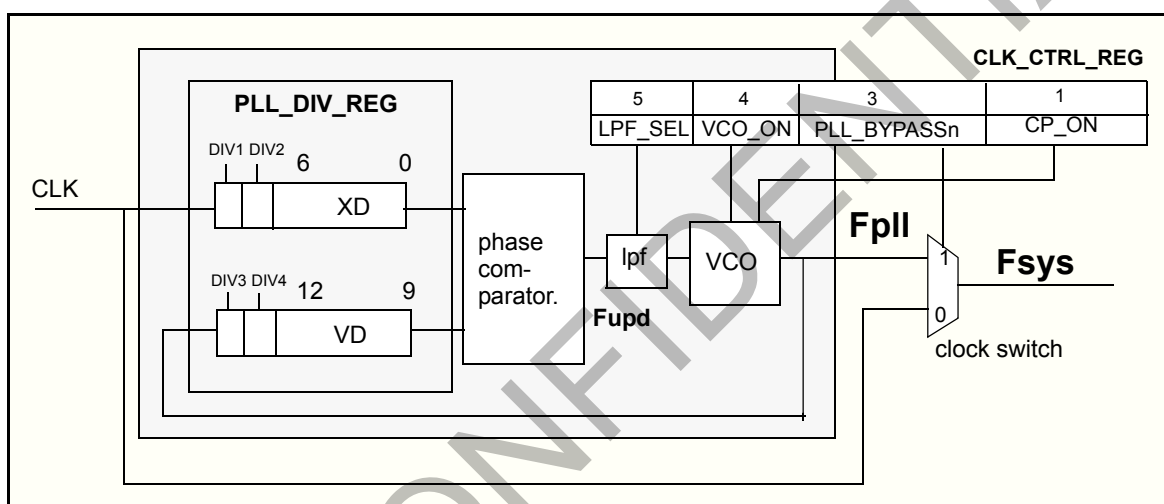 CLK_CTRL_REG
5 4 3 1
LPF_SEL VCO_ON PLL_BYPASSn CP_ON
PLL_DIV_REG
DIV1 DIV2 6 0
CLK
XD
phase
com-
parator.
lpf
VCO
Fpll
1
Fsys
DIV3 DIV4 12 9
VD
Fupd
0
clock switch